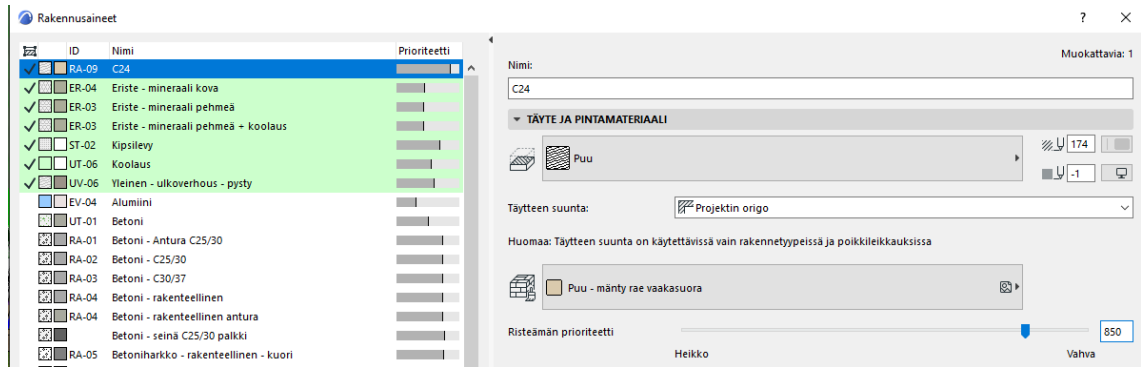 Rakennusaineet
? ×
ID Nimi Prioriteetti
RA-09 C24
ER-04 Eriste - mineraali kova
ER-03 Eriste - mineraali pehmeä
ER-03 Eriste - mineraali pehmeä + koolaus
ST-02 Kipsilevy
UT-06 Koolaus
UV-06 Yleinen - ulkoverhous - pysty
EV-04 Alumiini
UT-01 Betoni
RA-01 Betoni - Antura C25/30
RA-02 Betoni - C25/30
RA-03 Betoni - C30/37
RA-04 Betoni - rakenteellinen
RA-04 Betoni - rakenteellinen antura
Betoni - seinä C25/30 palkki
RA-05 Betoniharkko - rakenteellinen - kuori
Muokattavia: 1
Nimi:
C24
TÄYTE JA PINTAMATERIAALI
Puu
174
-1
Täytteen suunta:
Projektin origo
Huomaa: Täytteen suunta on käytettävissä vain rakennetyypeissä ja poikkileikkauksissa
Puu - mänty rae vaakasuora
Risteämän prioriteetti
850
Heikko
Vahva